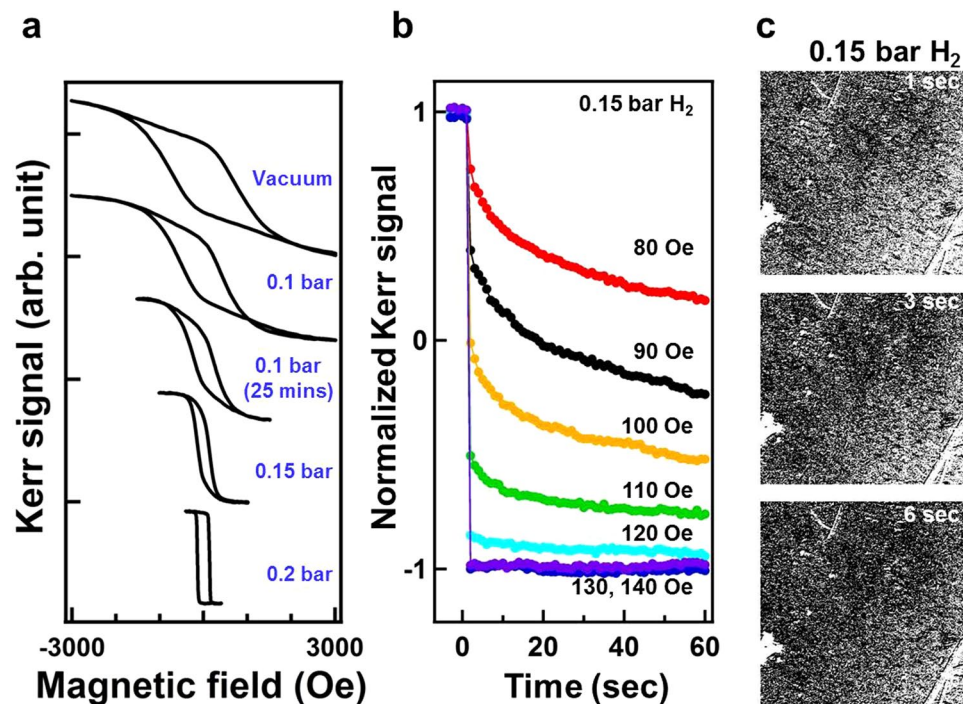 a
Kerr signal (arb. unit)
Vacuum
0.1 bar
0.1 bar
(25 mins)
0.15 bar
0.2 bar
-3000
3000
Magnetic field (Oe)
b
Normalized Kerr signal
1
0
-1
0.15 bar H₂
80 Oe
90 Oe
100 Oe
110 Oe
120 Oe
130, 140 Oe
0
20
40
60
Time (sec)
c
0.15 bar H₂
1 sec
3 sec
6 sec